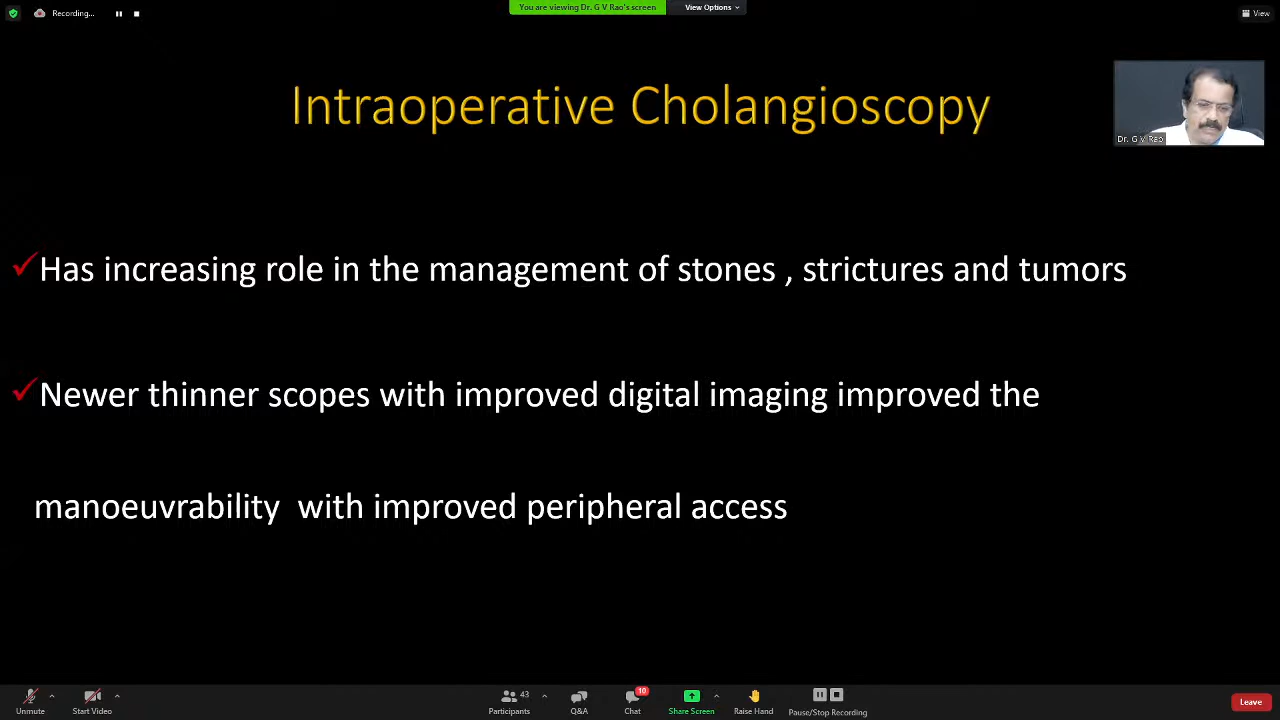 Recording...
You are viewing Dr. G V Rao's screen
View Options
View
Intraoperative Cholangioscopy
Dr. G V Rao
✓Has increasing role in the management of stones , strictures and tumors
✓Newer thinner scopes with improved digital imaging improved the
manoeuvrability with improved peripheral access
Unmute
Start Video
43
Participants
Q&A
10
Chat
Share Screen
Raise Hand
Pause/Stop Recording
Leave